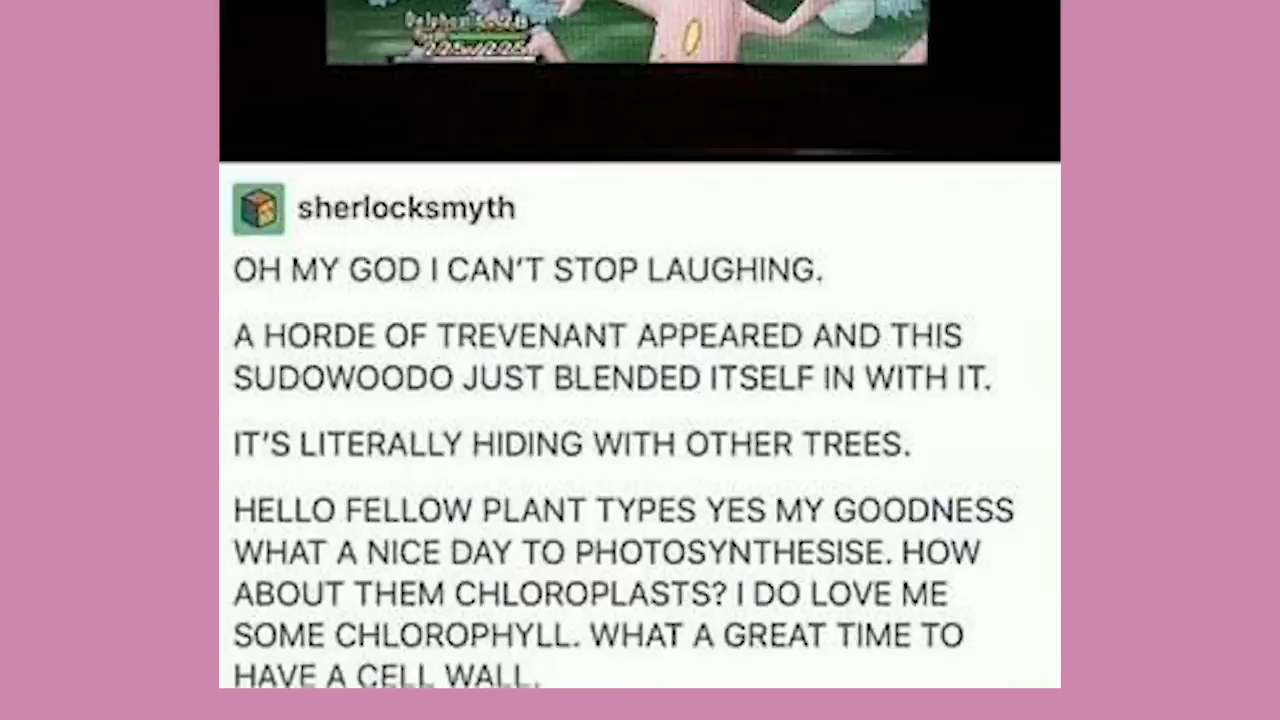 225/225
sherlocksmyth
OH MY GOD I CAN'T STOP LAUGHING.
A HORDE OF TREVENANT APPEARED AND THIS
SUDOWOODO JUST BLENDED ITSELF IN WITH IT.
IT'S LITERALLY HIDING WITH OTHER TREES.
HELLO FELLOW PLANT TYPES YES MY GOODNESS
WHAT A NICE DAY TO PHOTOSYNTHESISE. HOW
ABOUT THEM CHLOROPLASTS? I DO LOVE ME
SOME CHLOROPHYLL. WHAT A GREAT TIME TO
HAVE A CELL WALL.